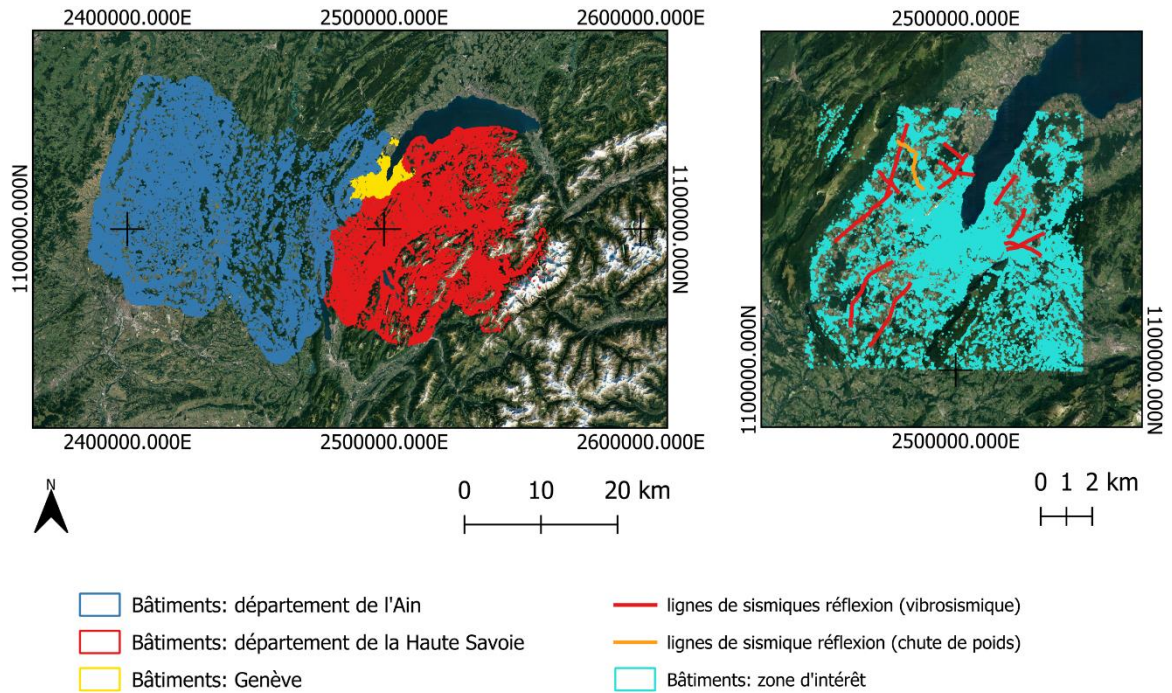 2400000.000E 2500000.000E 2600000.000E
2500000.000E
1100000.000N
1100000.000N
1100000.000N
1100000.000N
2400000.000E 2500000.000E 2600000.000E
2500000.000E
N
0 10 20 km
0 1 2 km
Bâtiments: département de l'Ain
Bâtiments: département de la Haute Savoie
Bâtiments: Genève
lignes de sismiques réflexion (vibrosismique)
lignes de sismique réflexion (chute de poids)
Bâtiments: zone d'intérêt